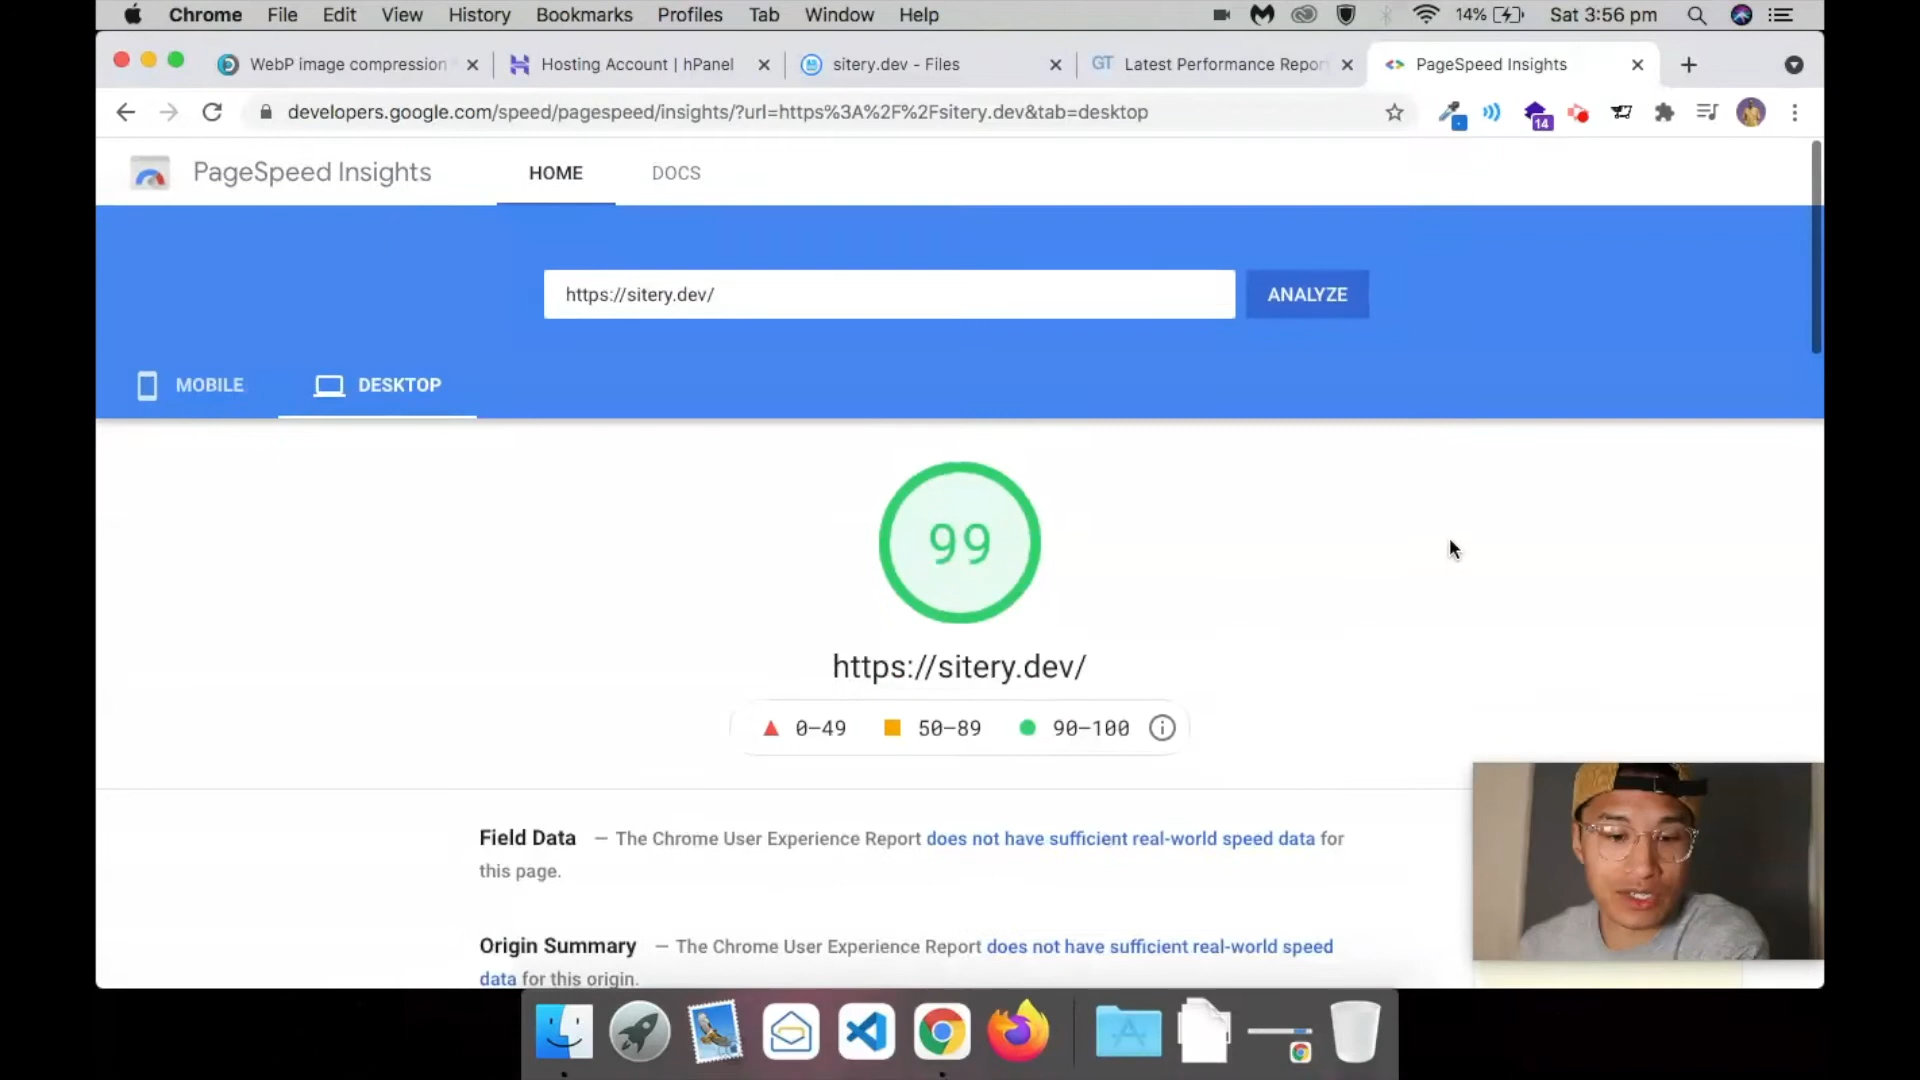 Chrome File Edit View History Bookmarks Profiles Tab Window Help 14% Sat 3:56 pm
WebP image compression Hosting Account | hPanel sitery.dev - Files GT Latest Performance Repor PageSpeed Insights
developers.google.com/speed/pagespeed/insights/?url=https%3A%2F%2Fsitery.dev&tab=desktop 14
PageSpeed Insights HOME DOCS
https://sitery.dev/ ANALYZE
MOBILE DESKTOP
99
https://sitery.dev/
0–49 50–89 90–100
Field Data — The Chrome User Experience Report does not have sufficient real-world speed data for
this page.
Origin Summary — The Chrome User Experience Report does not have sufficient real-world speed
data for this origin.